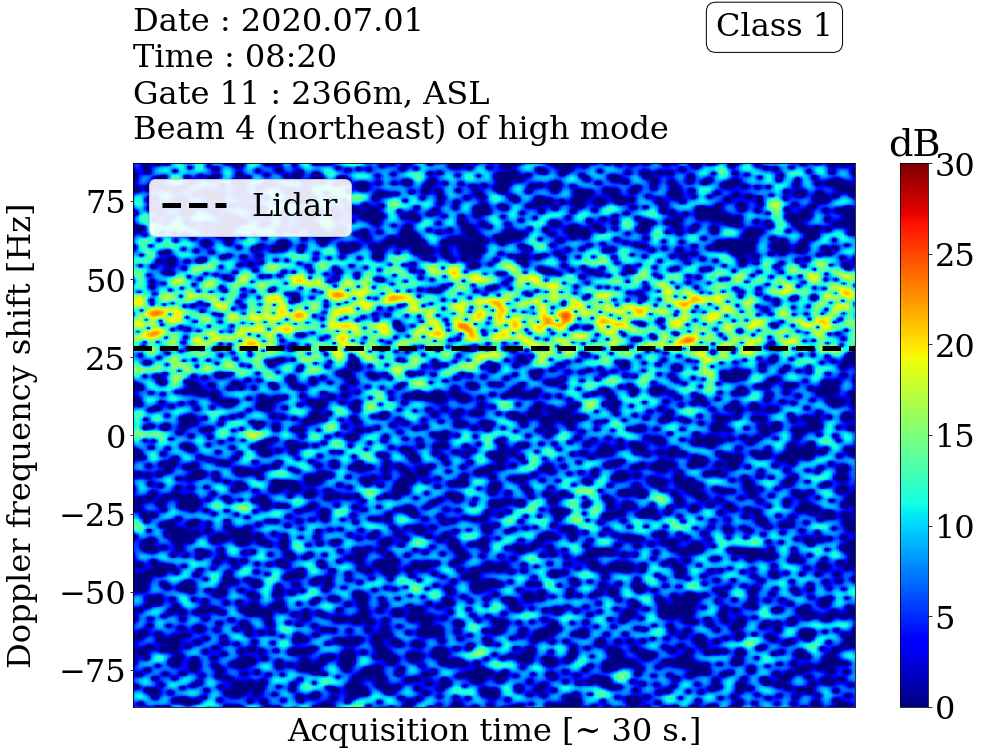 Date : 2020.07.01
Class 1
Time : 08:20
Gate 11 : 2366m, ASL
Beam 4 (northeast) of high mode
dB
Lidar
Doppler frequency shift [Hz]
75
50
25
0
−25
−50
−75
30
25
20
15
10
5
0
Acquisition time [~ 30 s.]